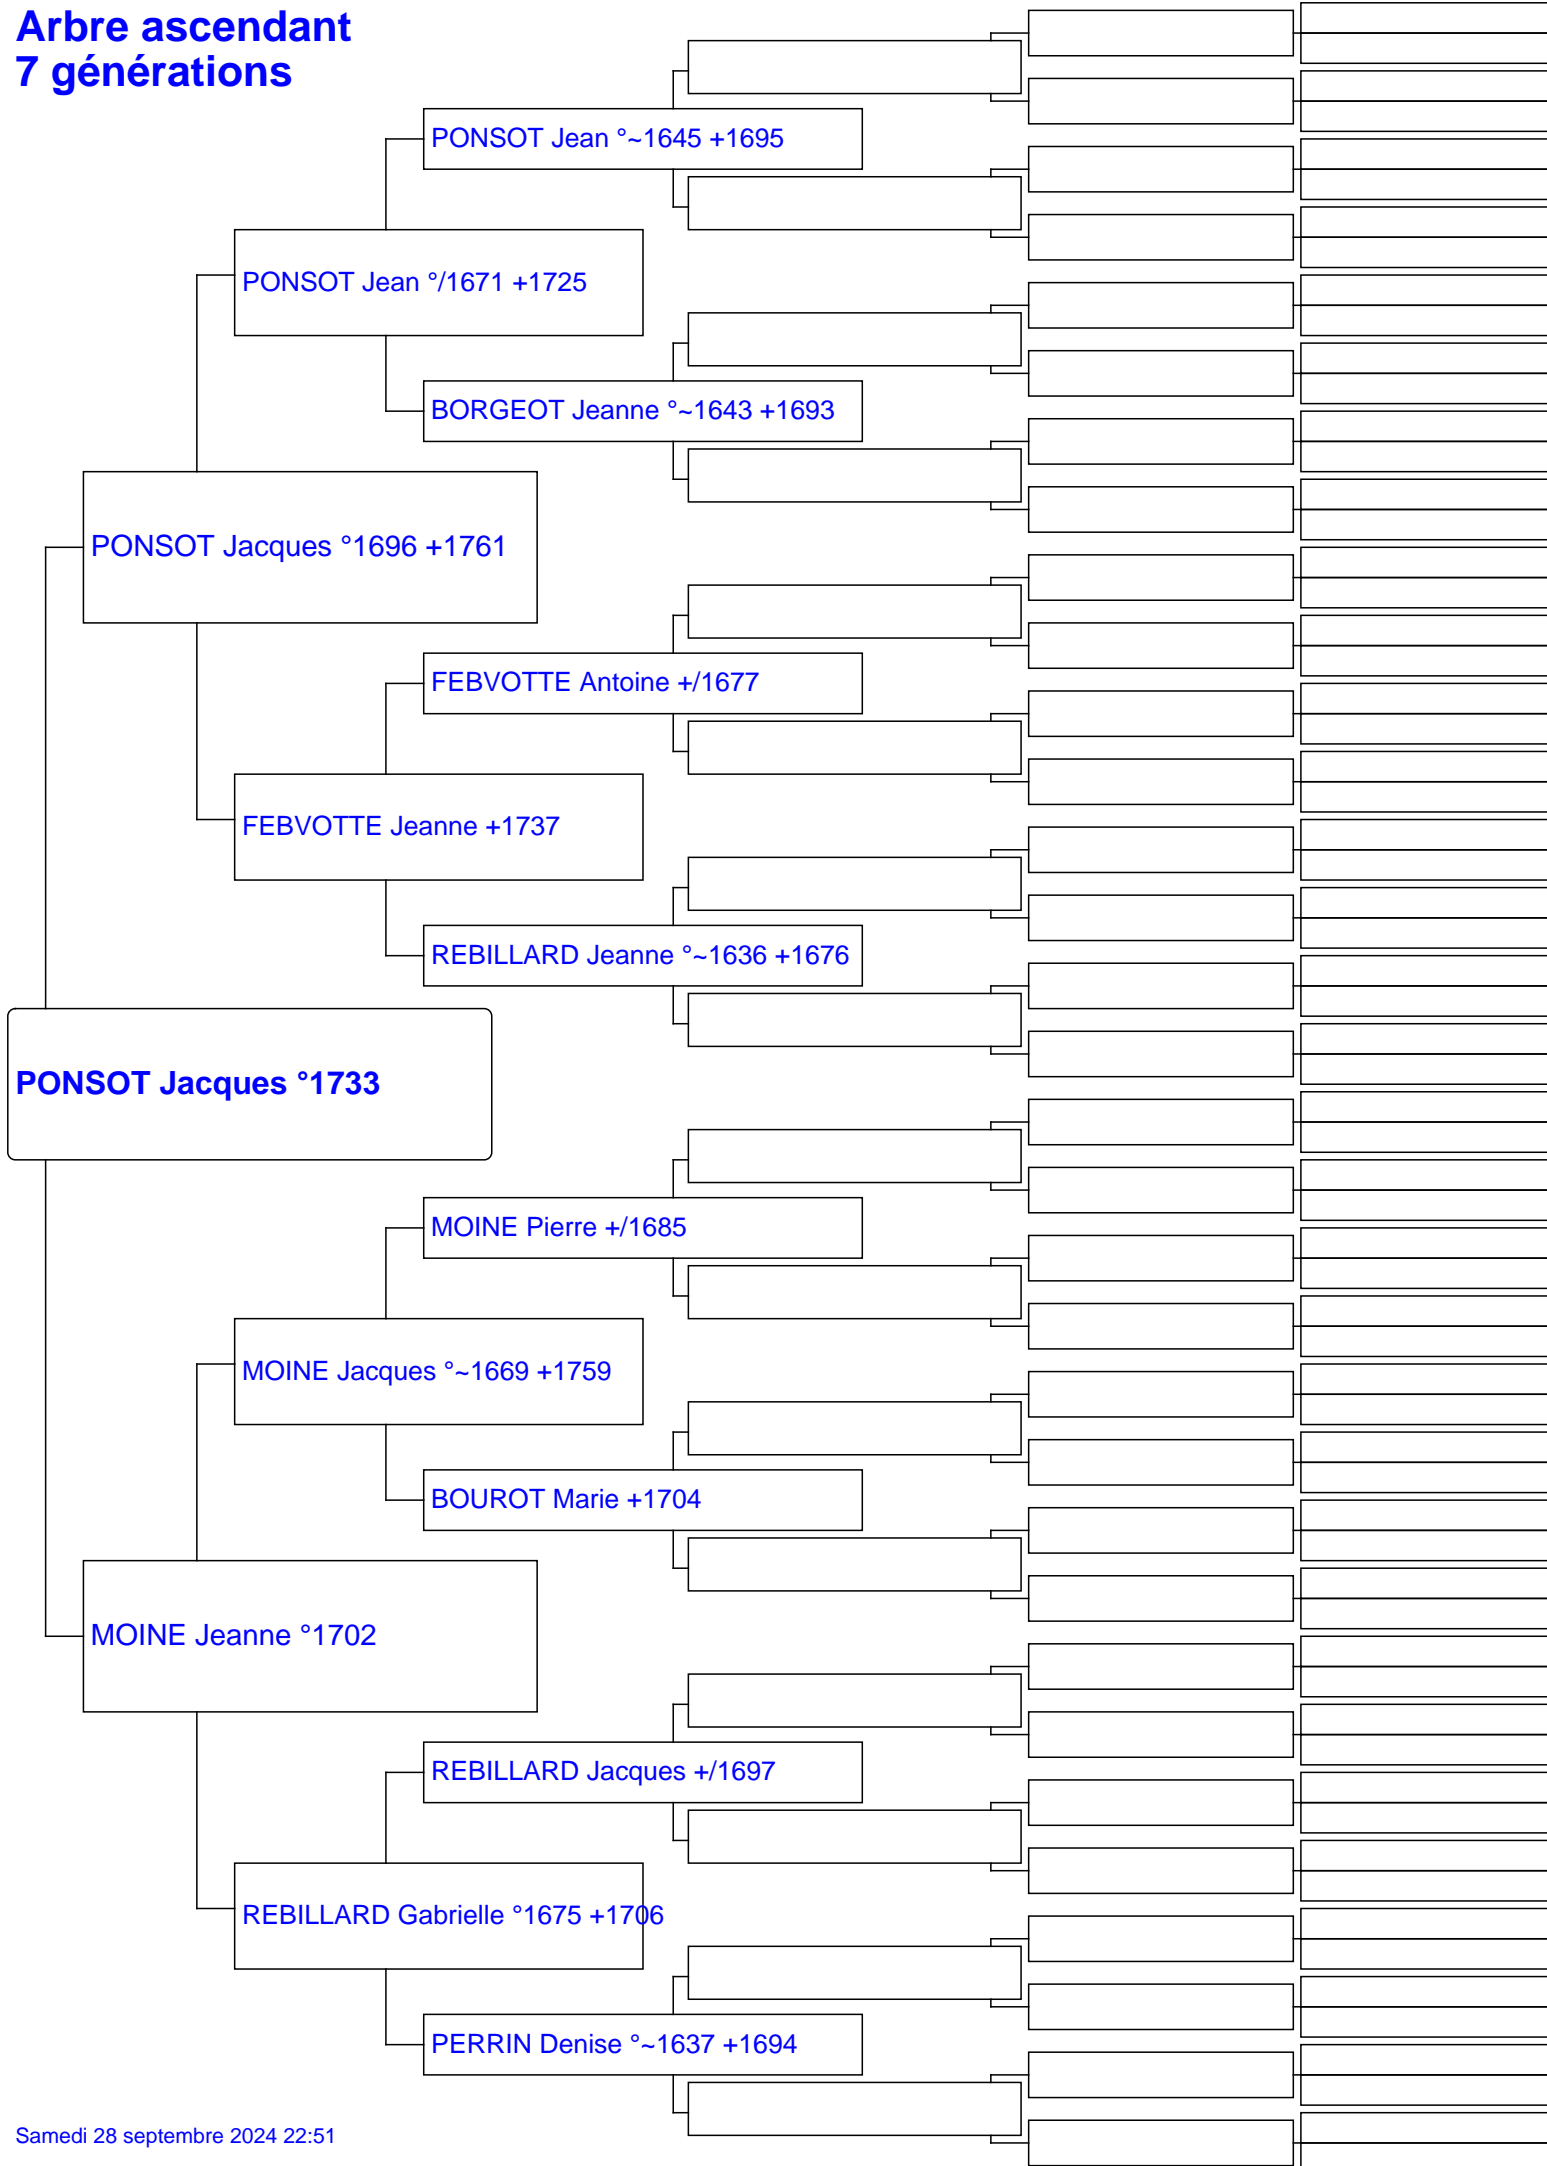 Arbre ascendant
7 générations
PONSOT Jean °~1645 +1695
PONSOT Jean °/1671 +1725
BORGEOT Jeanne °~1643 +1693
PONSOT Jacques °1696 +1761
FEBVOTTE Antoine +/1677
FEBVOTTE Jeanne +1737
REBILLARD Jeanne °~1636 +1676
PONSOT Jacques °1733
MOINE Pierre +/1685
MOINE Jacques °~1669 +1759
BOUROT Marie +1704
MOINE Jeanne °1702
REBILLARD Jacques +/1697
REBILLARD Gabrielle °1675 +1706
PERRIN Denise °~1637 +1694
Samedi 28 septembre 2024 22:51